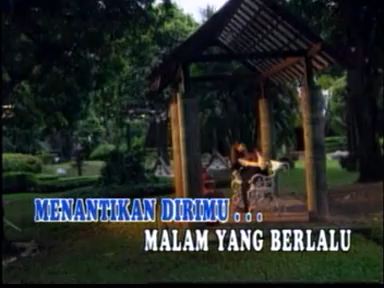 MENANTIKAN DIRIMU . . .
MALAM YANG BERLALU